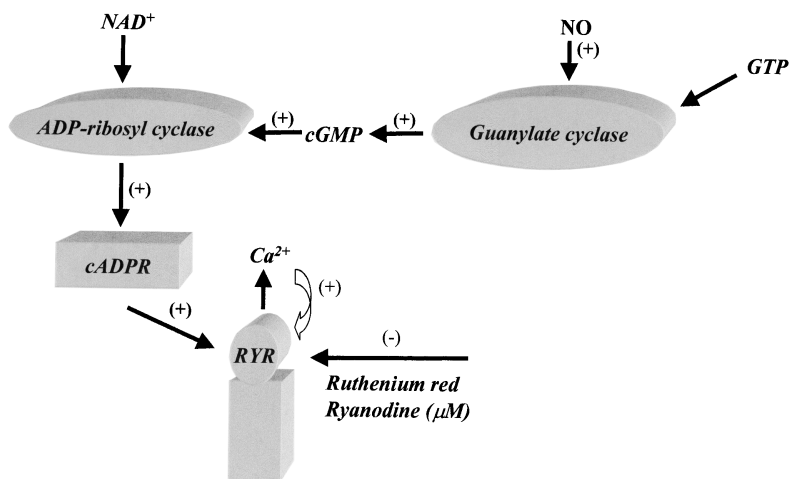 NAD⁺
NO
(+)
GTP
ADP-ribosyl cyclase
(+)
cGMP
(+)
Guanylate cyclase
(+)
cADPR
Ca²⁺
(+)
(+)
RYR
(-)
Ruthenium red
Ryanodine (μM)